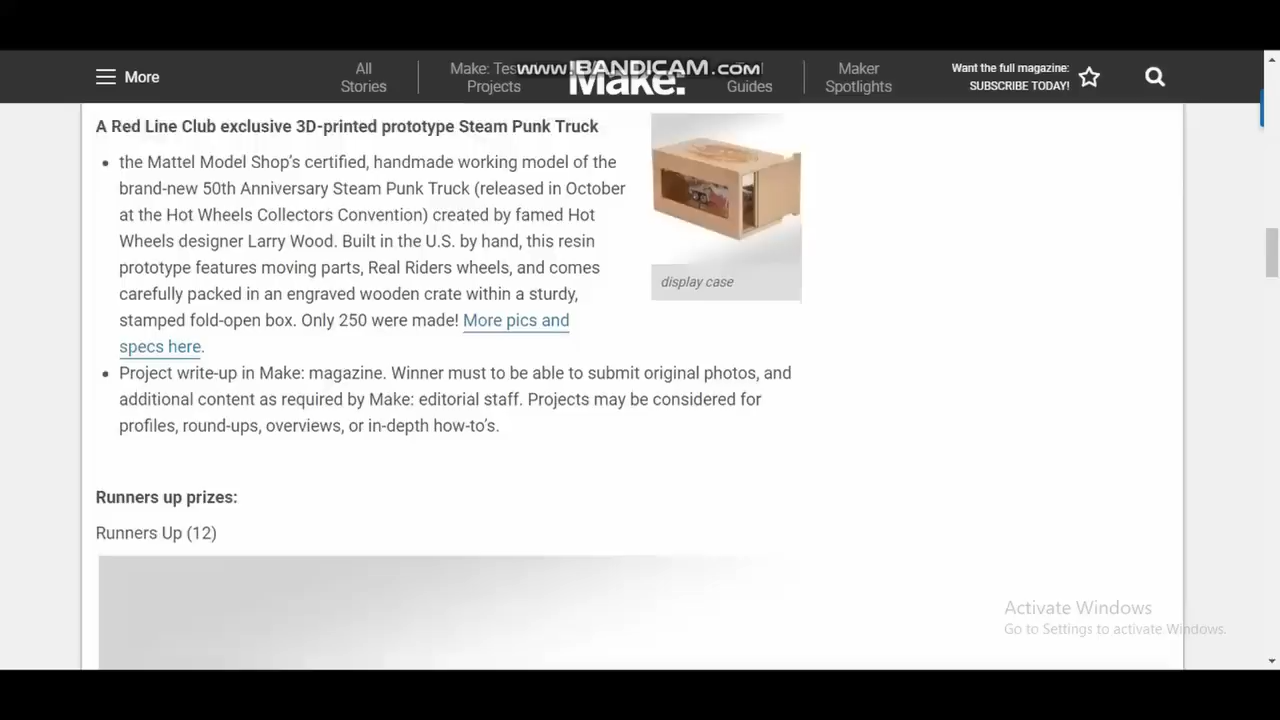 www.BANDICAM.com
More
All
Stories
Make:
Projects
Make:
Guides
Maker
Spotlights
Want the full magazine:
SUBSCRIBE TODAY!
A Red Line Club exclusive 3D-printed prototype Steam Punk Truck
the Mattel Model Shop’s certified, handmade working model of the
brand-new 50th Anniversary Steam Punk Truck (released in October
at the Hot Wheels Collectors Convention) created by famed Hot
Wheels designer Larry Wood. Built in the U.S. by hand, this resin
prototype features moving parts, Real Riders wheels, and comes
carefully packed in an engraved wooden crate within a sturdy,
stamped fold-open box. Only 250 were made! More pics and
specs here.
display case
Project write-up in Make: magazine. Winner must to be able to submit original photos, and
additional content as required by Make: editorial staff. Projects may be considered for
profiles, round-ups, overviews, or in-depth how-to’s.
Runners up prizes:
Runners Up (12)
Activate Windows
Go to Settings to activate Windows.